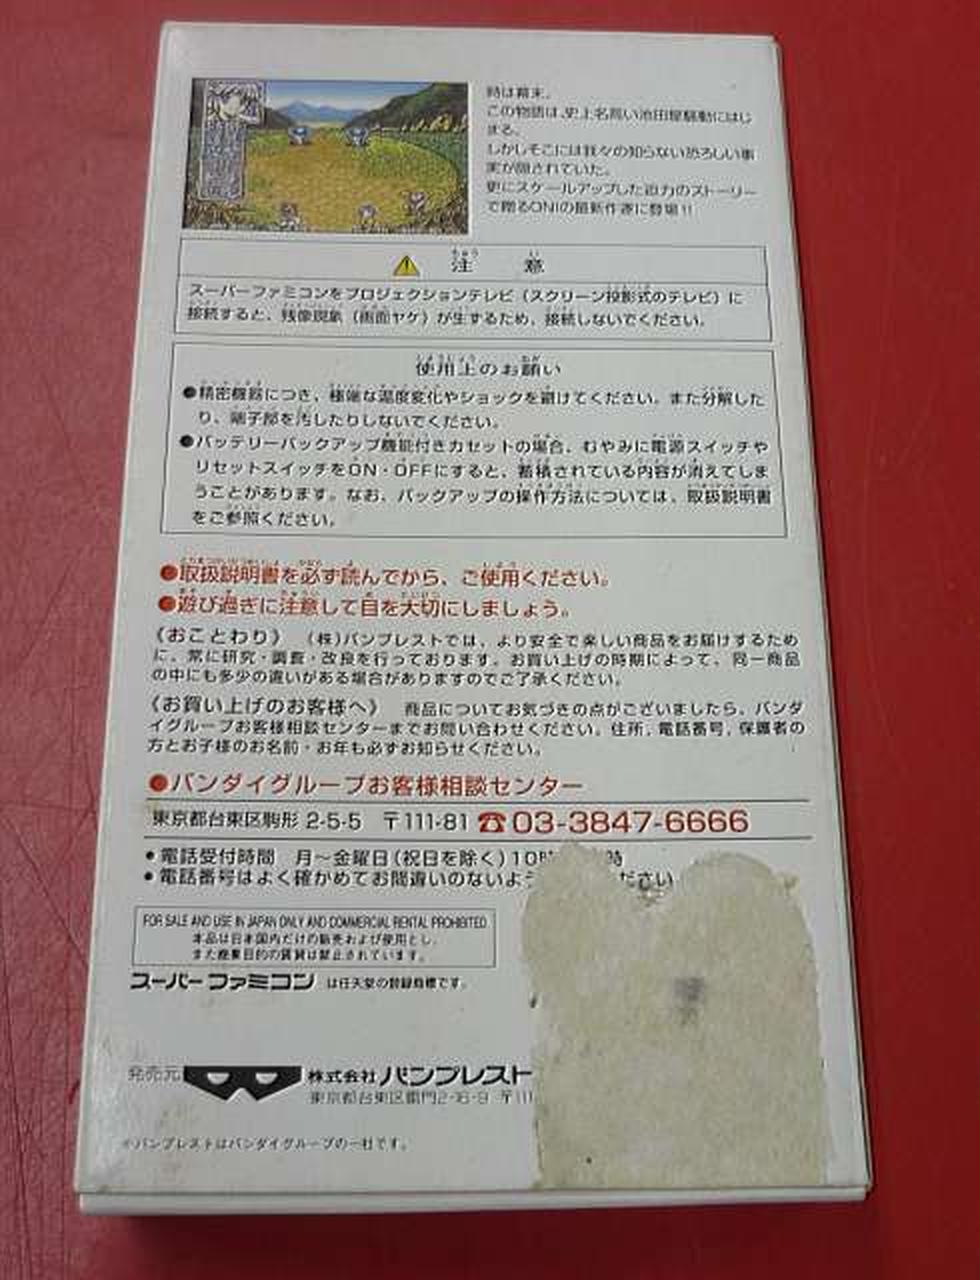 時は幕末。
この物語は、史上名高い池田屋騒動にはじ
まる。
しかしそこには我々の知らない恐ろしい事
実が隠されていた。
更にスケールアップした迫力のストーリー
で贈るONIの最新作遂に登場!!
注意
スーパーファミコンをプロジェクションテレビ（スクリーン投影式のテレビ）に
接続すると、残像現象（画面ヤケ）が生ずるため、接続しないでください。
使用上のお願い
●精密機器につき、極端な温度変化やショックを避けてください。また分解した
り、端子部を汚したりしないでください。
●バッテリーバックアップ機能付きカセットの場合、むやみに電源スイッチや
リセットスイッチをON・OFFにすると、蓄積されている内容が消えてしま
うことがあります。なお、バックアップの操作方法については、取扱説明書
をご参照ください。
●取扱説明書を必ず読んでから、ご使用ください。
●遊び過ぎに注意して目を大切にしましょう。
《おことわり》 （株）バンプレストでは、より安全で楽しい商品をお届けするため
に、常に研究・調査・改良を行っております。お買い上げの時期によって、同一商品
の中にも多少の違いがある場合がありますのでご了承ください。
《お買い上げのお客様へ》 商品についてお気づきの点がございましたら、バンダ
イグループお客様相談センターまでお問い合わせください。住所, 電話番号, 保護者の
方とお子様のお名前・お年も必ずお知らせください。
●バンダイグループお客様相談センター
東京都台東区駒形 2-5-5 〒111-81 ☎03-3847-6666
●電話受付時間 月～金曜日（祝日を除く）10時 時
●電話番号はよく確かめてお間違いのないよう ださい
FOR SALE AND USE IN JAPAN ONLY AND COMMERCIAL RENTAL PROHIBITED.
本品は日本国内だけの販売および使用とし、
また商業目的の賃貸は禁止されています。
スーパーファミコン は任天堂の登録商標です。
発売元 株式会社バンプレスト
東京都台東区雷門2-16-9 〒111
※バンプレストはバンダイグループの一社です。